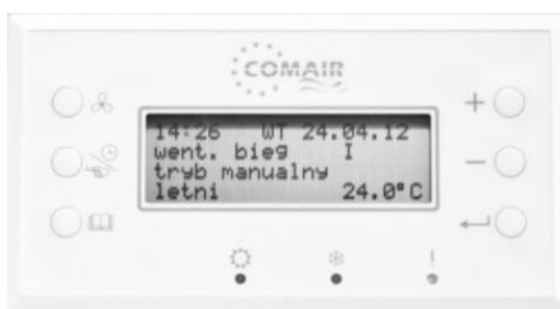 COMAIR
14:26 WT 24.04.12
went. bieg I
tryb manualny
letni 24.0°C
+
-
!